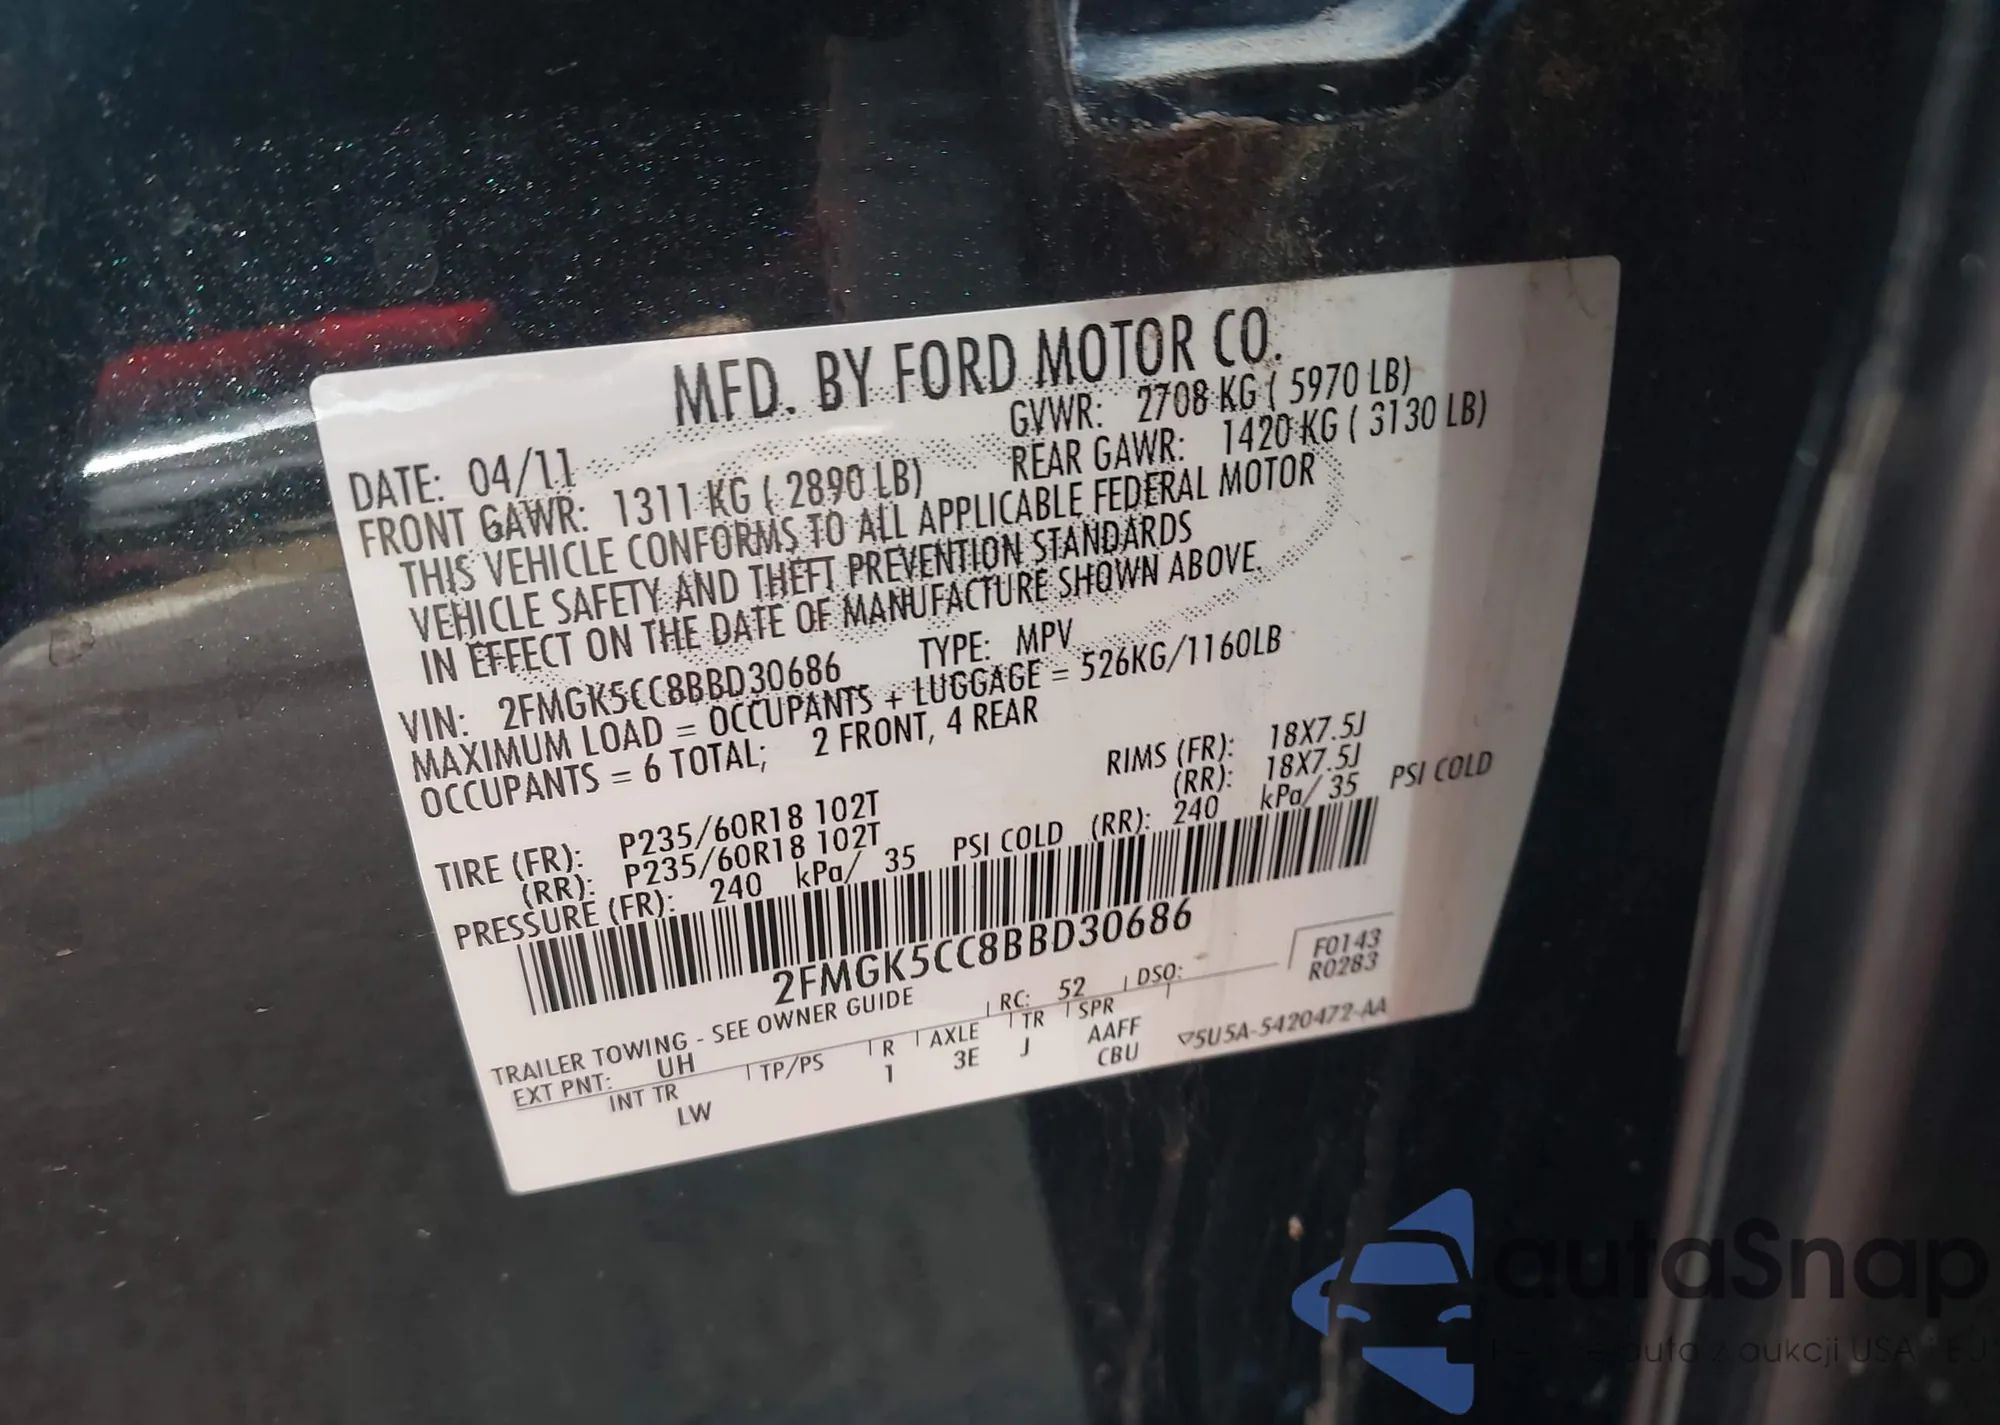 MFD. BY FORD MOTOR CO.
DATE: 04/11 GVWR: 2708 KG ( 5970 LB)
FRONT GAWR: 1311 KG ( 2890 LB) REAR GAWR: 1420 KG ( 3130 LB)
THIS VEHICLE CONFORMS TO ALL APPLICABLE FEDERAL MOTOR
VEHICLE SAFETY AND THEFT PREVENTION STANDARDS
IN EFFECT ON THE DATE OF MANUFACTURE SHOWN ABOVE.
VIN: 2FMGK5CC8BBD30686 TYPE: MPV
MAXIMUM LOAD = OCCUPANTS + LUGGAGE = 526KG/1160LB
OCCUPANTS = 6 TOTAL; 2 FRONT, 4 REAR
TIRE (FR): P235/60R18 102T RIMS (FR): 18X7.5J
(RR): P235/60R18 102T (RR): 18X7.5J
PRESSURE (FR): 240 kPa/ 35 PSI COLD (RR): 240 kPa/ 35 PSI COLD
2FMGK5CC8BBD30686
TRAILER TOWING - SEE OWNER GUIDE
F0143
R0283
EXT PNT: UH RC: 52 DSO:
INT TR TP/PS R AXLE TR SPR
LW 1 3E J AAFF
CBU
5U5A-5420472-AA
autaSnap
auto z aukcji USA